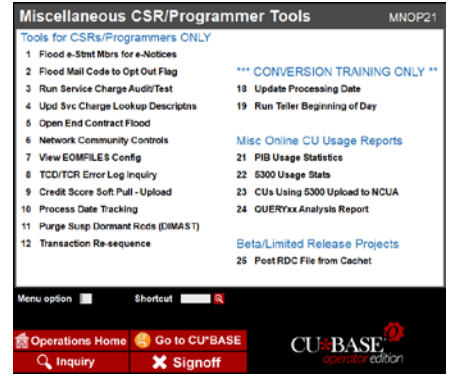 Miscellaneous CSR/Programmer Tools MNOP21
Tools for CSRs/Programmers ONLY
1 Flood e-Stmt Mbrs for e-Notices
2 Flood Mail Code to Opt Out Flag
3 Run Service Charge Audit/Test
4 Upd Svc Charge Lookup Descriptns
5 Open End Contract Flood
6 Network Community Controls
7 View EOMFILES Config
8 TCD/TCR Error Log Inquiry
9 Credit Score Soft Pull - Upload
10 Process Date Tracking
11 Purge Susp Dormant Rcds (DIMAST)
12 Transaction Re-sequence
*** CONVERSION TRAINING ONLY **
18 Update Processing Date
19 Run Teller Beginning of Day
Misc Online CU Usage Reports
21 PIB Usage Statistics
22 5300 Usage Stats
23 CUs Using 5300 Upload to NCUA
24 QUERYxx Analysis Report
Beta/Limited Release Projects
25 Post RDC File from Cachet
Menu option Shortcut
Operations Home Go to CU*BASE
Inquiry Signoff
CU*BASE
operator edition